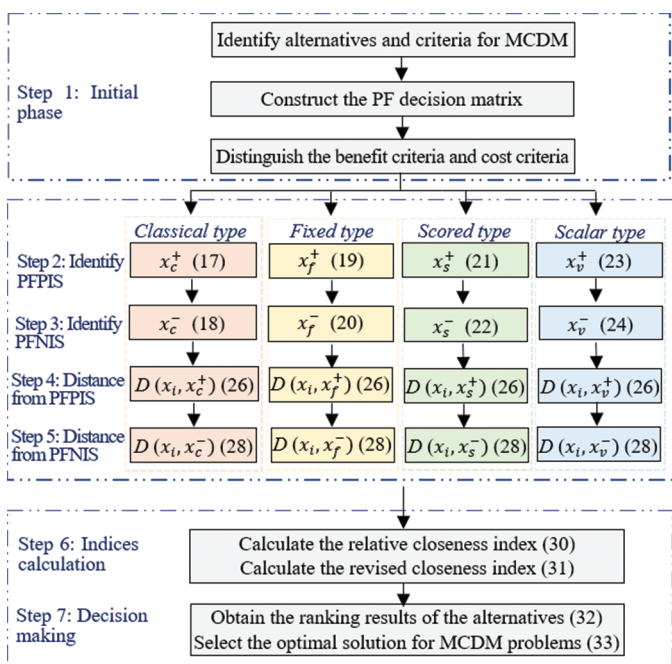 Identify alternatives and criteria for MCDM
Step 1: Initial
phase
Construct the PF decision matrix
Distinguish the benefit criteria and cost criteria
Classical type
Fixed type
Scored type
Scalar type
Step 2: Identify
PFPIS
x_c^+ (17)
x_f^+ (19)
x_s^+ (21)
x_v^+ (23)
Step 3: Identify
PFNIS
x_c^- (18)
x_f^- (20)
x_s^- (22)
x_v^- (24)
Step 4: Distance
from PFPIS
D (x_i, x_c^+) (26)
D (x_i, x_f^+) (26)
D (x_i, x_s^+) (26)
D (x_i, x_v^+) (26)
Step 5: Distance
from PFNIS
D (x_i, x_c^-) (28)
D (x_i, x_f^-) (28)
D (x_i, x_s^-) (28)
D (x_i, x_v^-) (28)
Step 6: Indices
calculation
Calculate the relative closeness index (30)
Calculate the revised closeness index (31)
Step 7: Decision
making
Obtain the ranking results of the alternatives (32)
Select the optimal solution for MCDM problems (33)